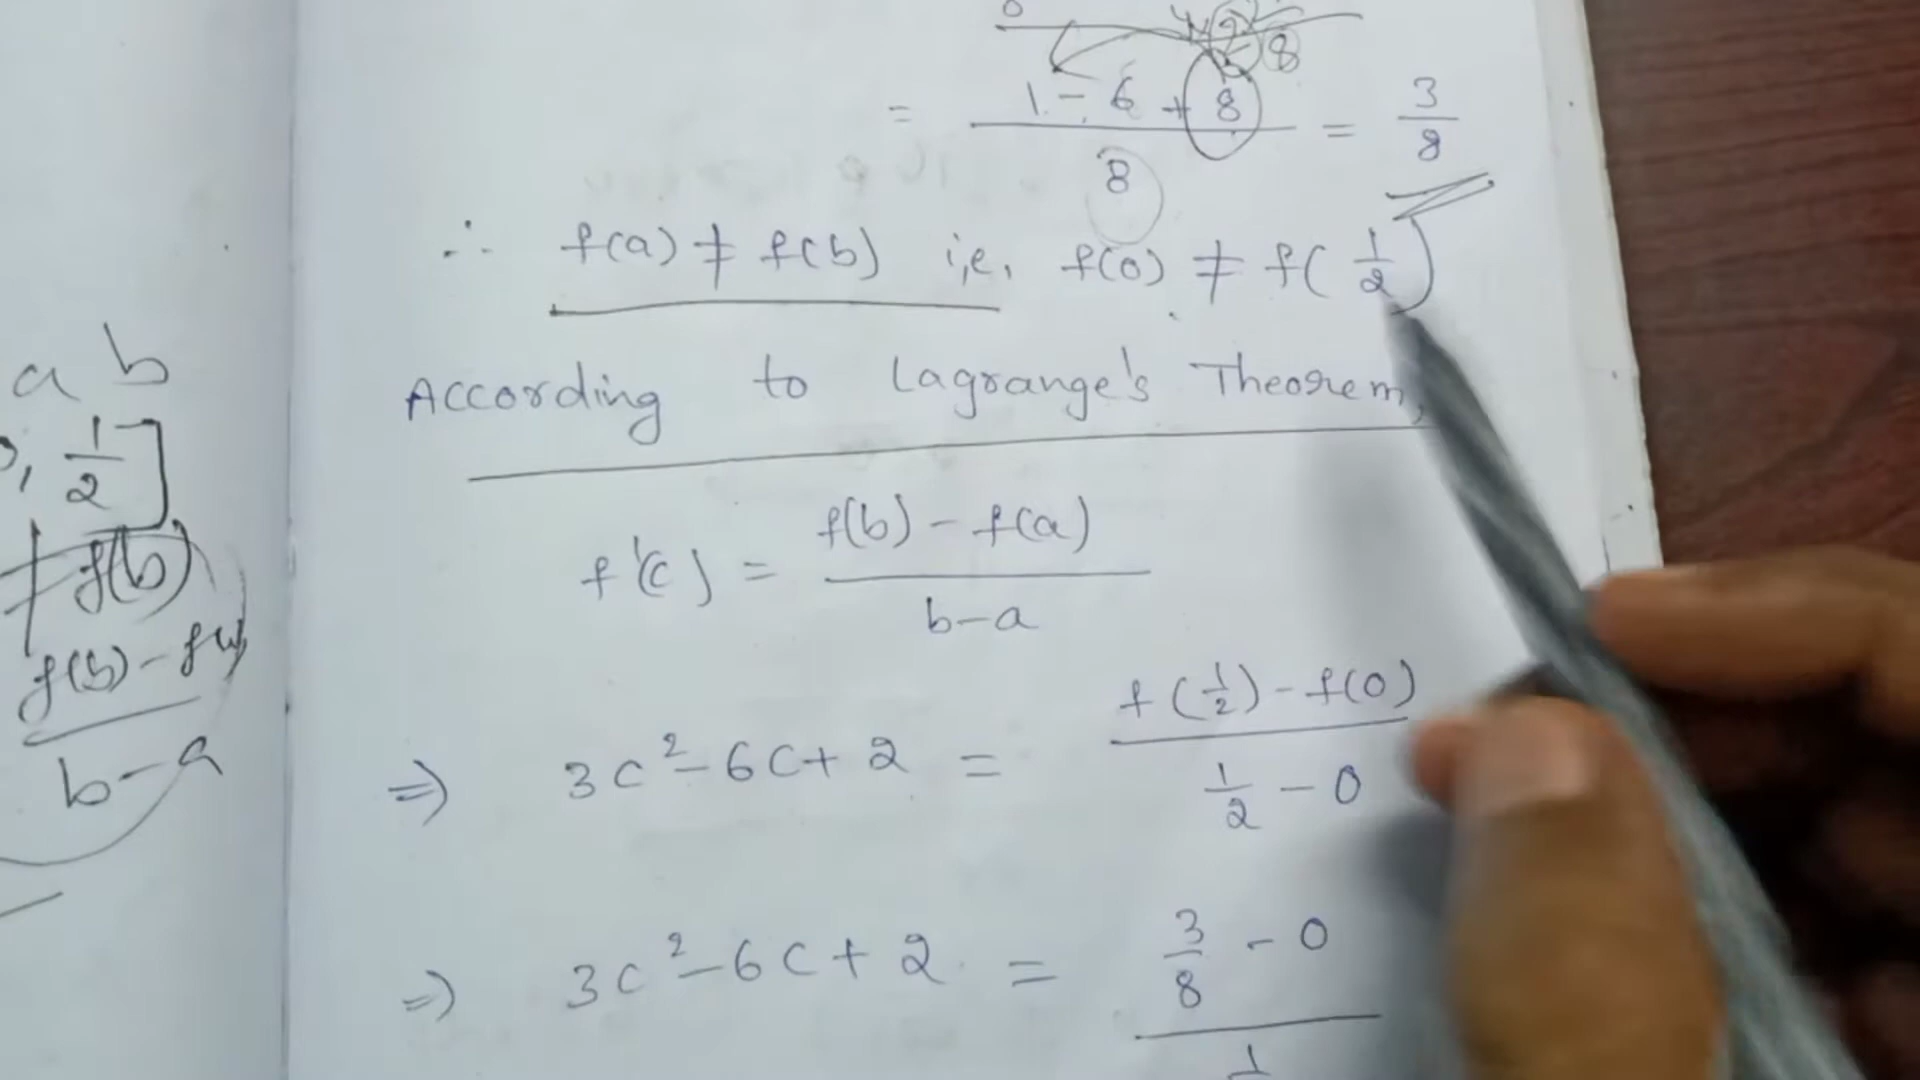 a b
1/2]
≠ f(b)
f(b) - f(a)
b-a
= (1 - 6 + 8)/8 = 3/8
∴ f(a) ≠ f(b) i.e. f(0) ≠ f(1/2)
According to Lagrange's Theorem,
f'(c) = (f(b) - f(a))/(b-a)
⇒ 3c²-6c+2 = (f(1/2) - f(0))/(1/2 - 0)
⇒ 3c²-6c+2 = (3/8 - 0)/1